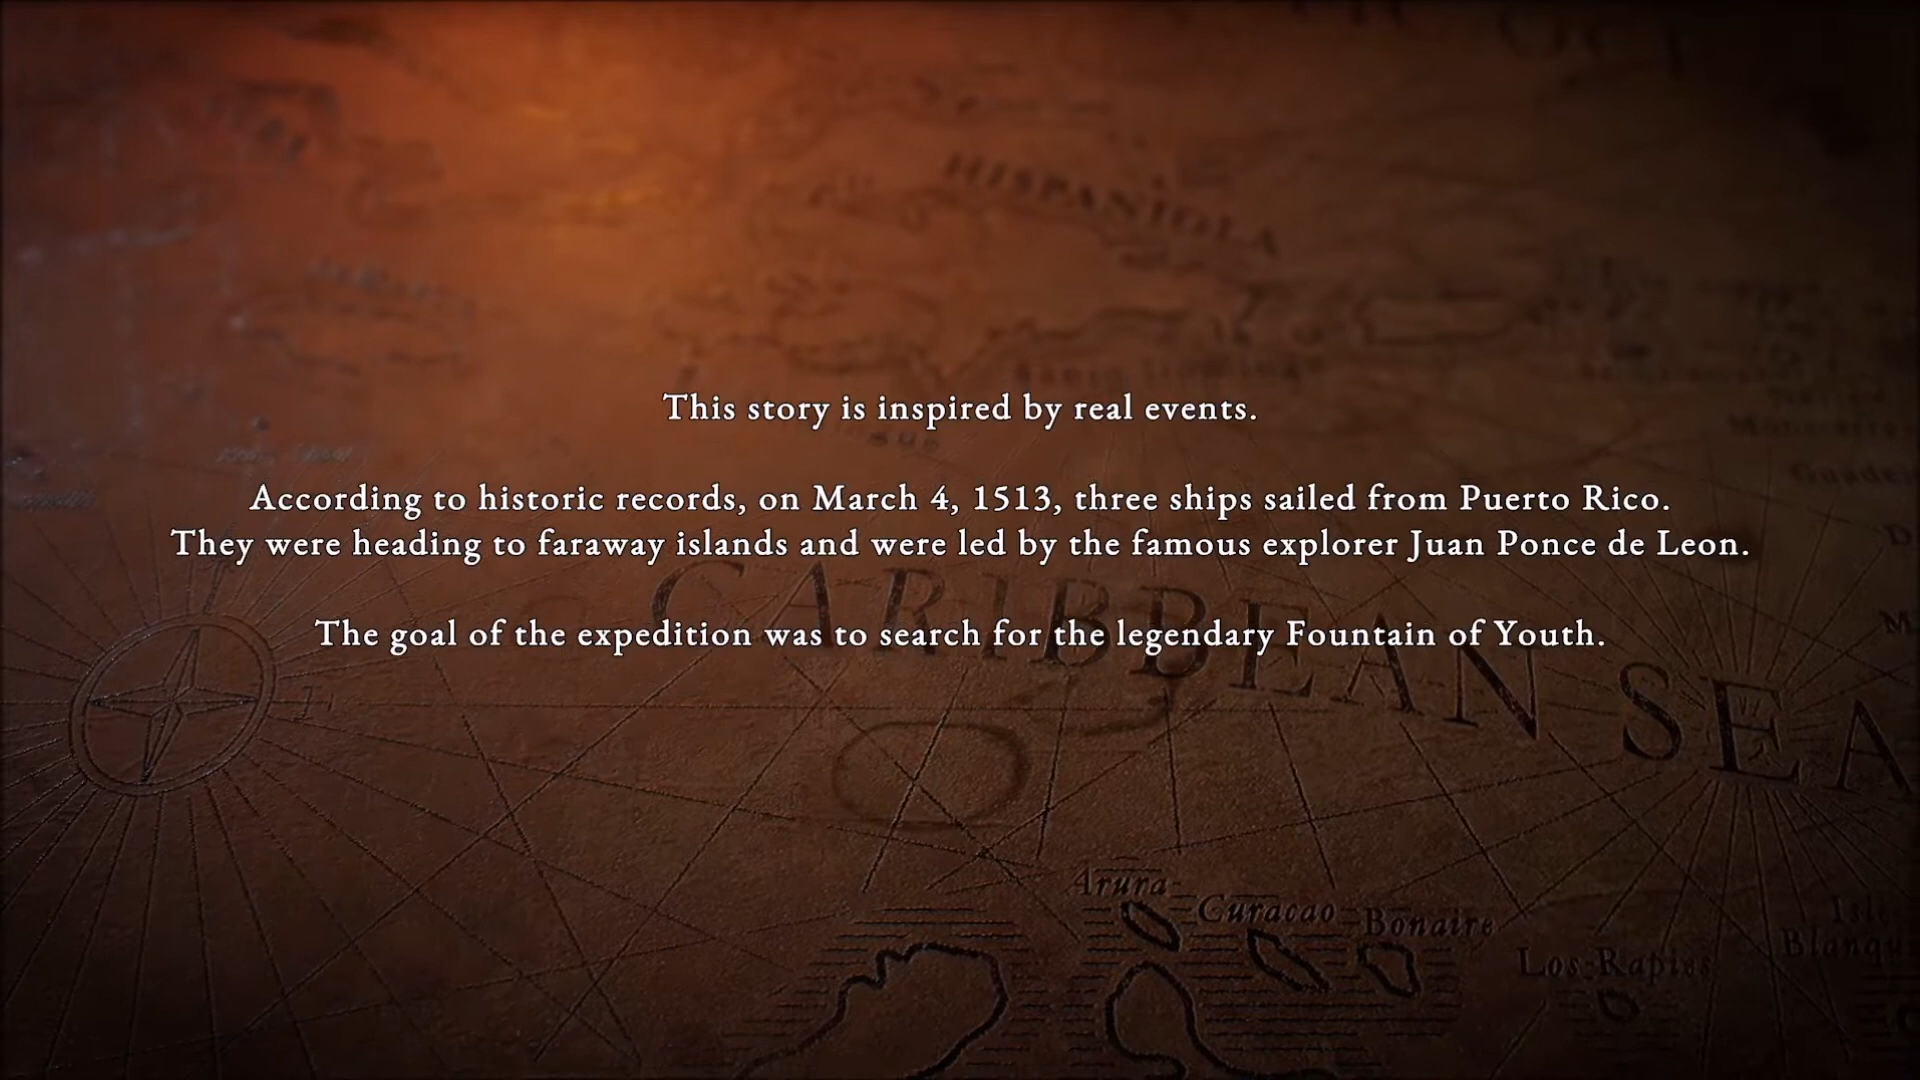 HISPANIOLA
This story is inspired by real events.
According to historic records, on March 4, 1513, three ships sailed from Puerto Rico.
They were heading to faraway islands and were led by the famous explorer Juan Ponce de Leon.
CARIBBEAN SEA
The goal of the expedition was to search for the legendary Fountain of Youth.
Arura
Curacao
Bonaire